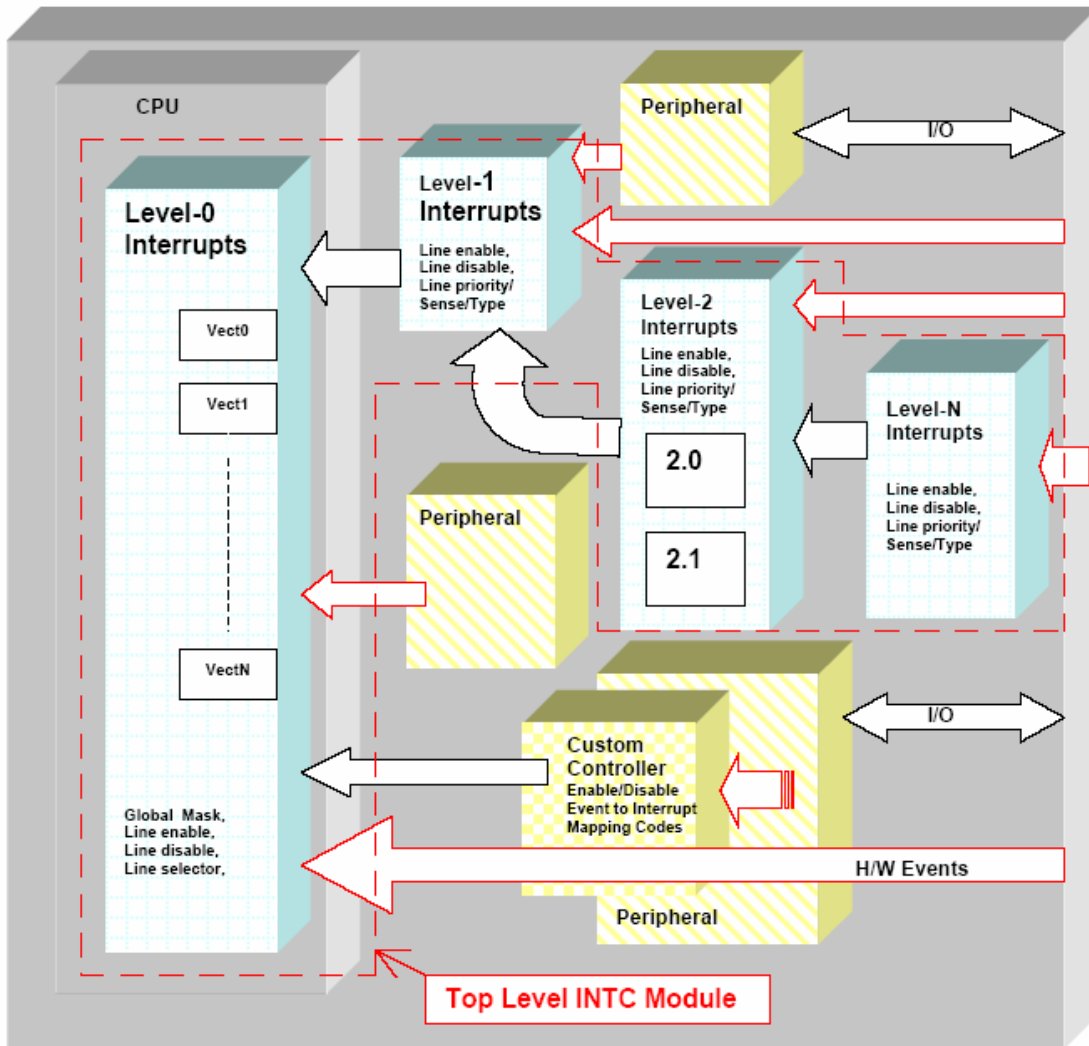 CPU
Level-0
Interrupts
Vect0
Vect1
VectN
Global Mask,
Line enable,
Line disable,
Line selector,
Level-1
Interrupts
Line enable,
Line disable,
Line priority/
Sense/Type
Peripheral
I/O
Level-2
Interrupts
Line enable,
Line disable,
Line priority/
Sense/Type
2.0
2.1
Level-N
Interrupts
Line enable,
Line disable,
Line priority/
Sense/Type
Peripheral
Custom
Controller
Enable/Disable
Event to Interrupt
Mapping Codes
I/O
H/W Events
Peripheral
Top Level INTC Module